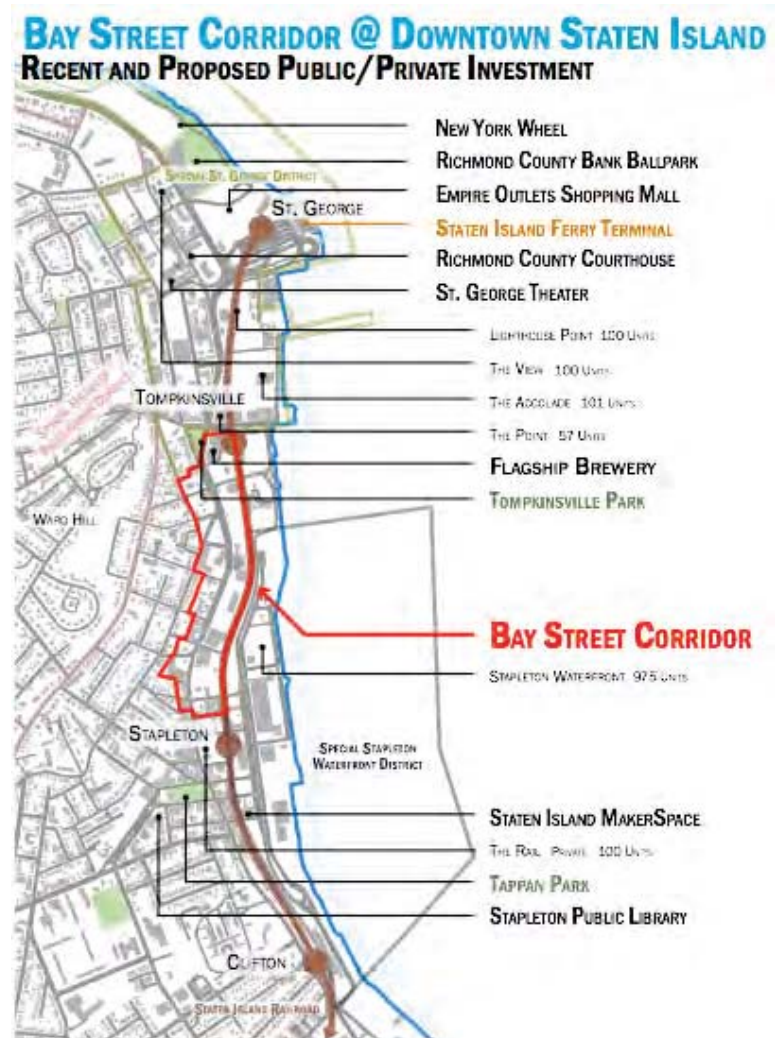 BAY STREET CORRIDOR @ DOWNTOWN STATEN ISLAND
RECENT AND PROPOSED PUBLIC/PRIVATE INVESTMENT
NEW YORK WHEEL
RICHMOND COUNTY BANK BALLPARK
SPECIAL ST. GEORGE DISTRICT
EMPIRE OUTLETS SHOPPING MALL
ST. GEORGE
STATEN ISLAND FERRY TERMINAL
RICHMOND COUNTY COURTHOUSE
ST. GEORGE THEATER
LIGHTHOUSE POINT 100 UNITS
THE VIEW 100 UNITS
TOMPKINSVILLE
THE ACCOLADE 101 UNITS
THE POINT 57 UNITS
FLAGSHIP BREWERY
TOMPKINSVILLE PARK
WARD HILL
BAY STREET CORRIDOR
STAPLETON WATERFRONT 975 UNITS
STAPLETON
SPECIAL STAPLETON
WATERFRONT DISTRICT
STATEN ISLAND MAKERSPACE
THE RAIL PRIVATE 100 UNITS
TAPPAN PARK
STAPLETON PUBLIC LIBRARY
CLIFTON
STATEN ISLAND RAILROAD